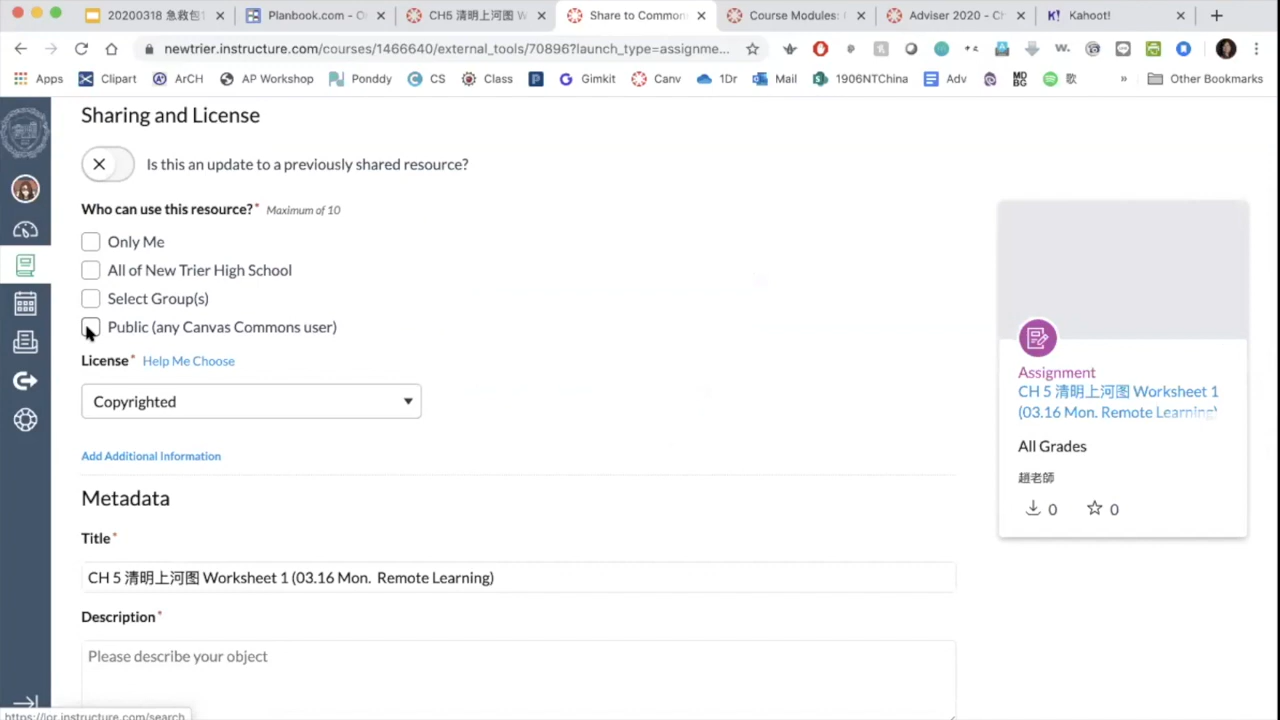 20200318 急救包
Planbook.com - O
CH5 清明上河图 W
Share to Common
Course Modules:
Adviser 2020 - Ch
K! Kahoot!
newtrier.instructure.com/courses/1466640/external_tools/70896?launch_type=assignme...
Apps
Clipart
ArCH
AP Workshop
Ponddy
CS
Class
Gimkit
Canv
1Dr
Mail
1906NTChina
Adv
MD
BG
歌
»
Other Bookmarks
Sharing and License
Is this an update to a previously shared resource?
Who can use this resource?* Maximum of 10
Only Me
All of New Trier High School
Select Group(s)
Public (any Canvas Commons user)
License* Help Me Choose
Copyrighted
Add Additional Information
Metadata
Title*
CH 5 清明上河图 Worksheet 1 (03.16 Mon. Remote Learning)
Description*
Please describe your object
Assignment
CH 5 清明上河图 Worksheet 1
(03.16 Mon. Remote Learning)
All Grades
趙老師
0 0
https://lor.instructure.com/search